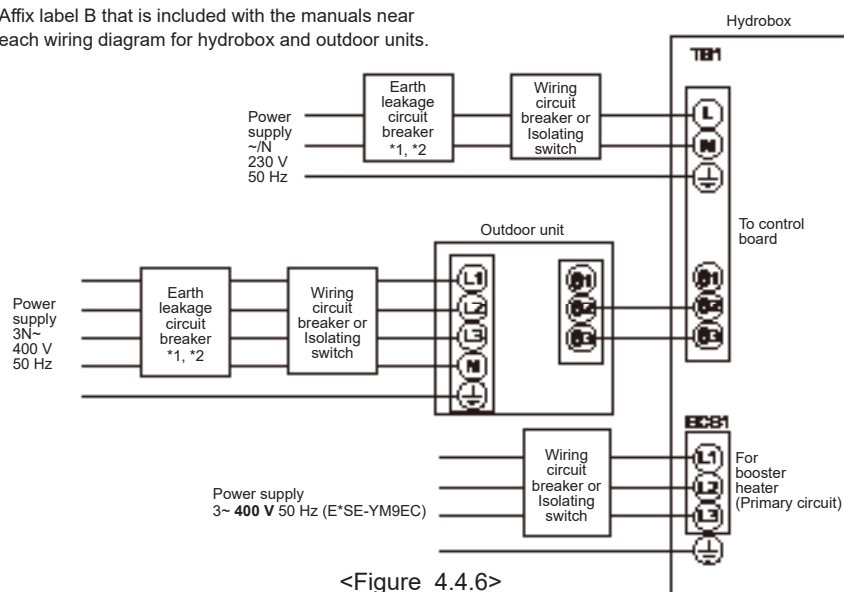 Affix label B that is included with the manuals near
each wiring diagram for hydrobox and outdoor units.
Hydrobox
TB1
Earth
leakage
circuit
breaker
*1, *2
Wiring
circuit
breaker or
Isolating
switch
Power
supply
~/N
230 V
50 Hz
L
N
To control
board
Outdoor unit
Power
supply
3N~
400 V
50 Hz
Earth
leakage
circuit
breaker
*1, *2
Wiring
circuit
breaker or
Isolating
switch
L1
L2
L3
N
S1
S2
S3
S1
S2
S3
Power supply
3~ 400 V 50 Hz (E*SE-YM9EC)
Wiring
circuit
breaker or
Isolating
switch
L1
L2
L3
For
booster
heater
(Primary circuit)
<Figure 4.4.6>